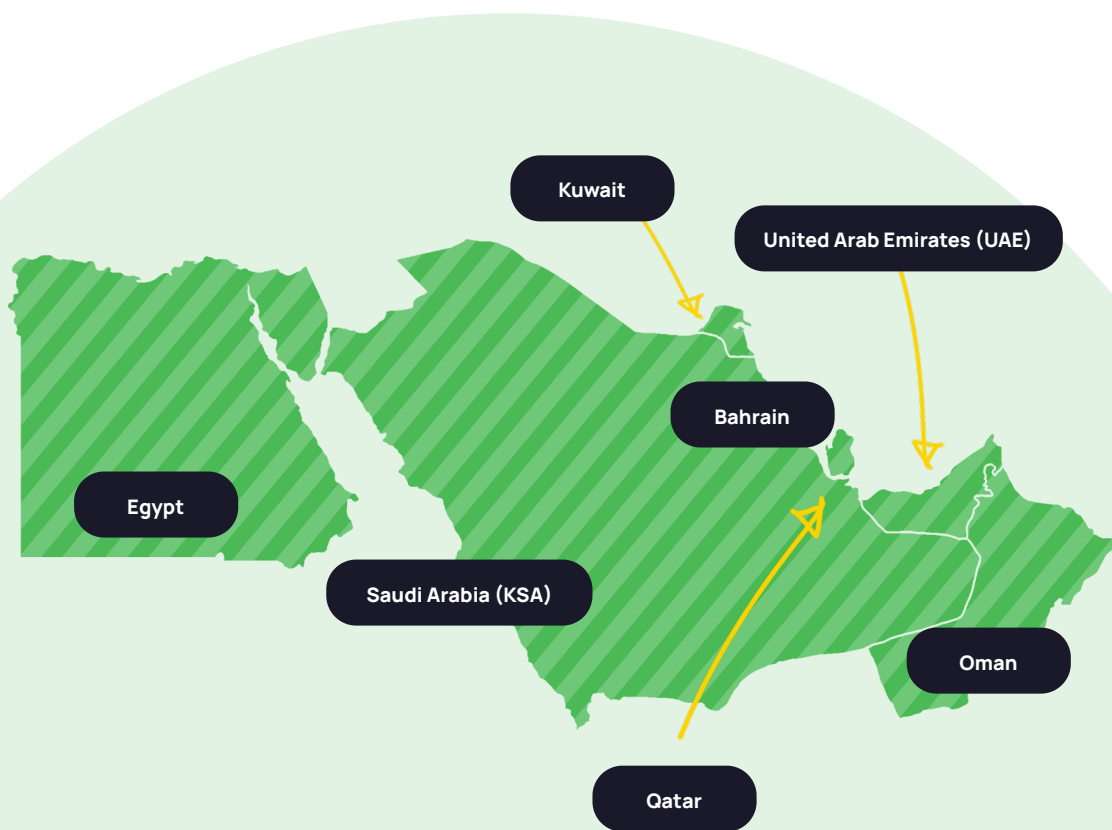 Kuwait
United Arab Emirates (UAE)
Bahrain
Egypt
Saudi Arabia (KSA)
Oman
Qatar